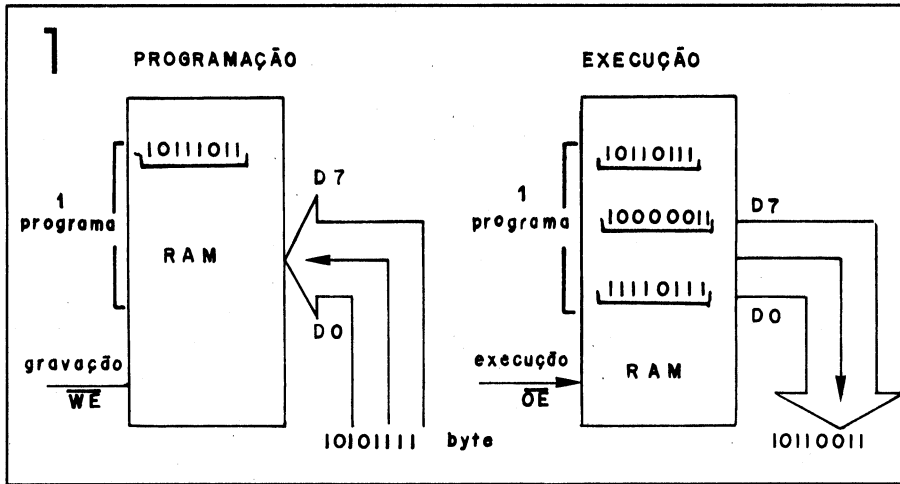 1
PROGRAMAÇÃO
10111011
1
programa
RAM
D7
D0
gravação
WE
10101111 byte
EXECUÇÃO
10110111
1
programa
10000011
11110111
D7
D0
execução
OE
RAM
10110011